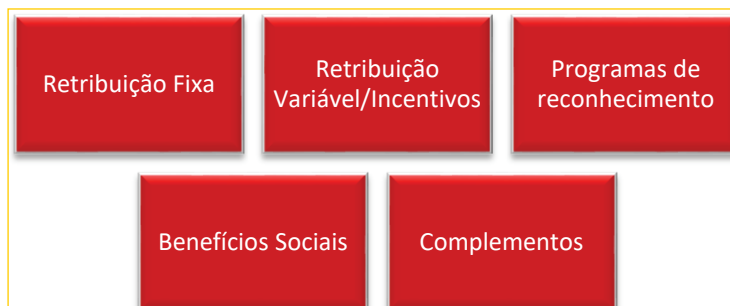 Retribuição Fixa
Retribuição
Variável/Incentivos
Programas de
reconhecimento
Benefícios Sociais
Complementos